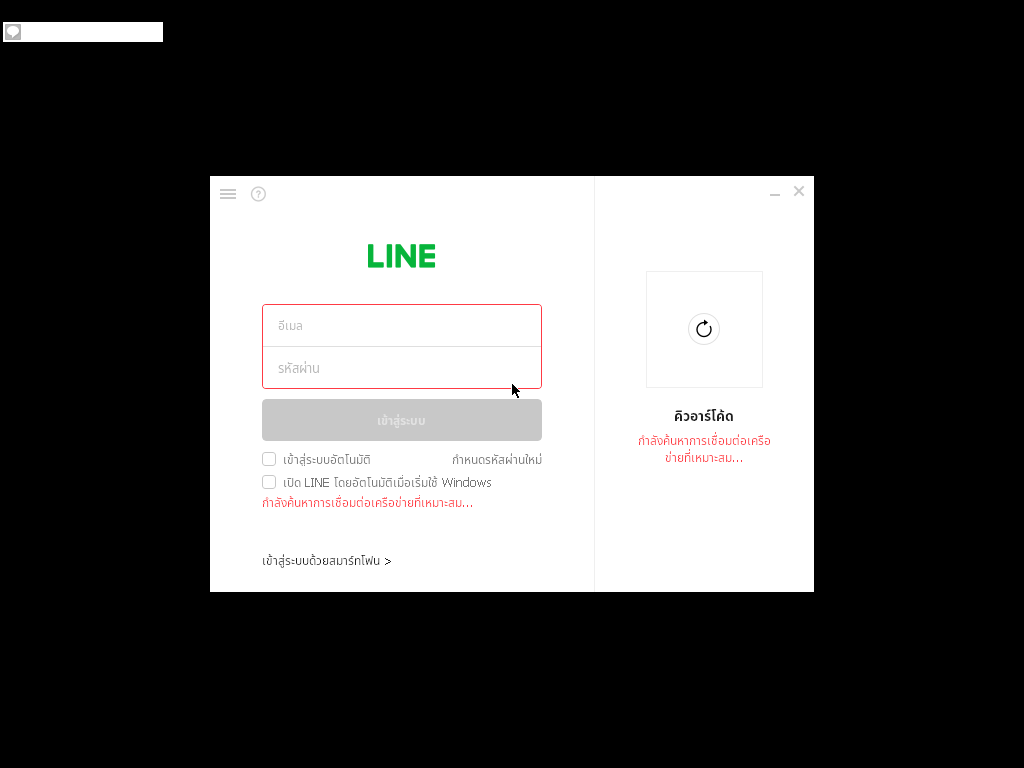 LINE
อีเมล
รหัสผ่าน
เข้าสู่ระบบ
เข้าสู่ระบบอัตโนมัติ
กำหนดรหัสผ่านใหม่
เปิด LINE โดยอัตโนมัติเมื่อเริ่มใช้ Windows
กำลังค้นหาการเชื่อมต่อเครือข่ายที่เหมาะสม...
เข้าสู่ระบบด้วยสมาร์ทโฟน >
คิวอาร์โค้ด
กำลังค้นหาการเชื่อมต่อเครือ
ข่ายที่เหมาะสม...